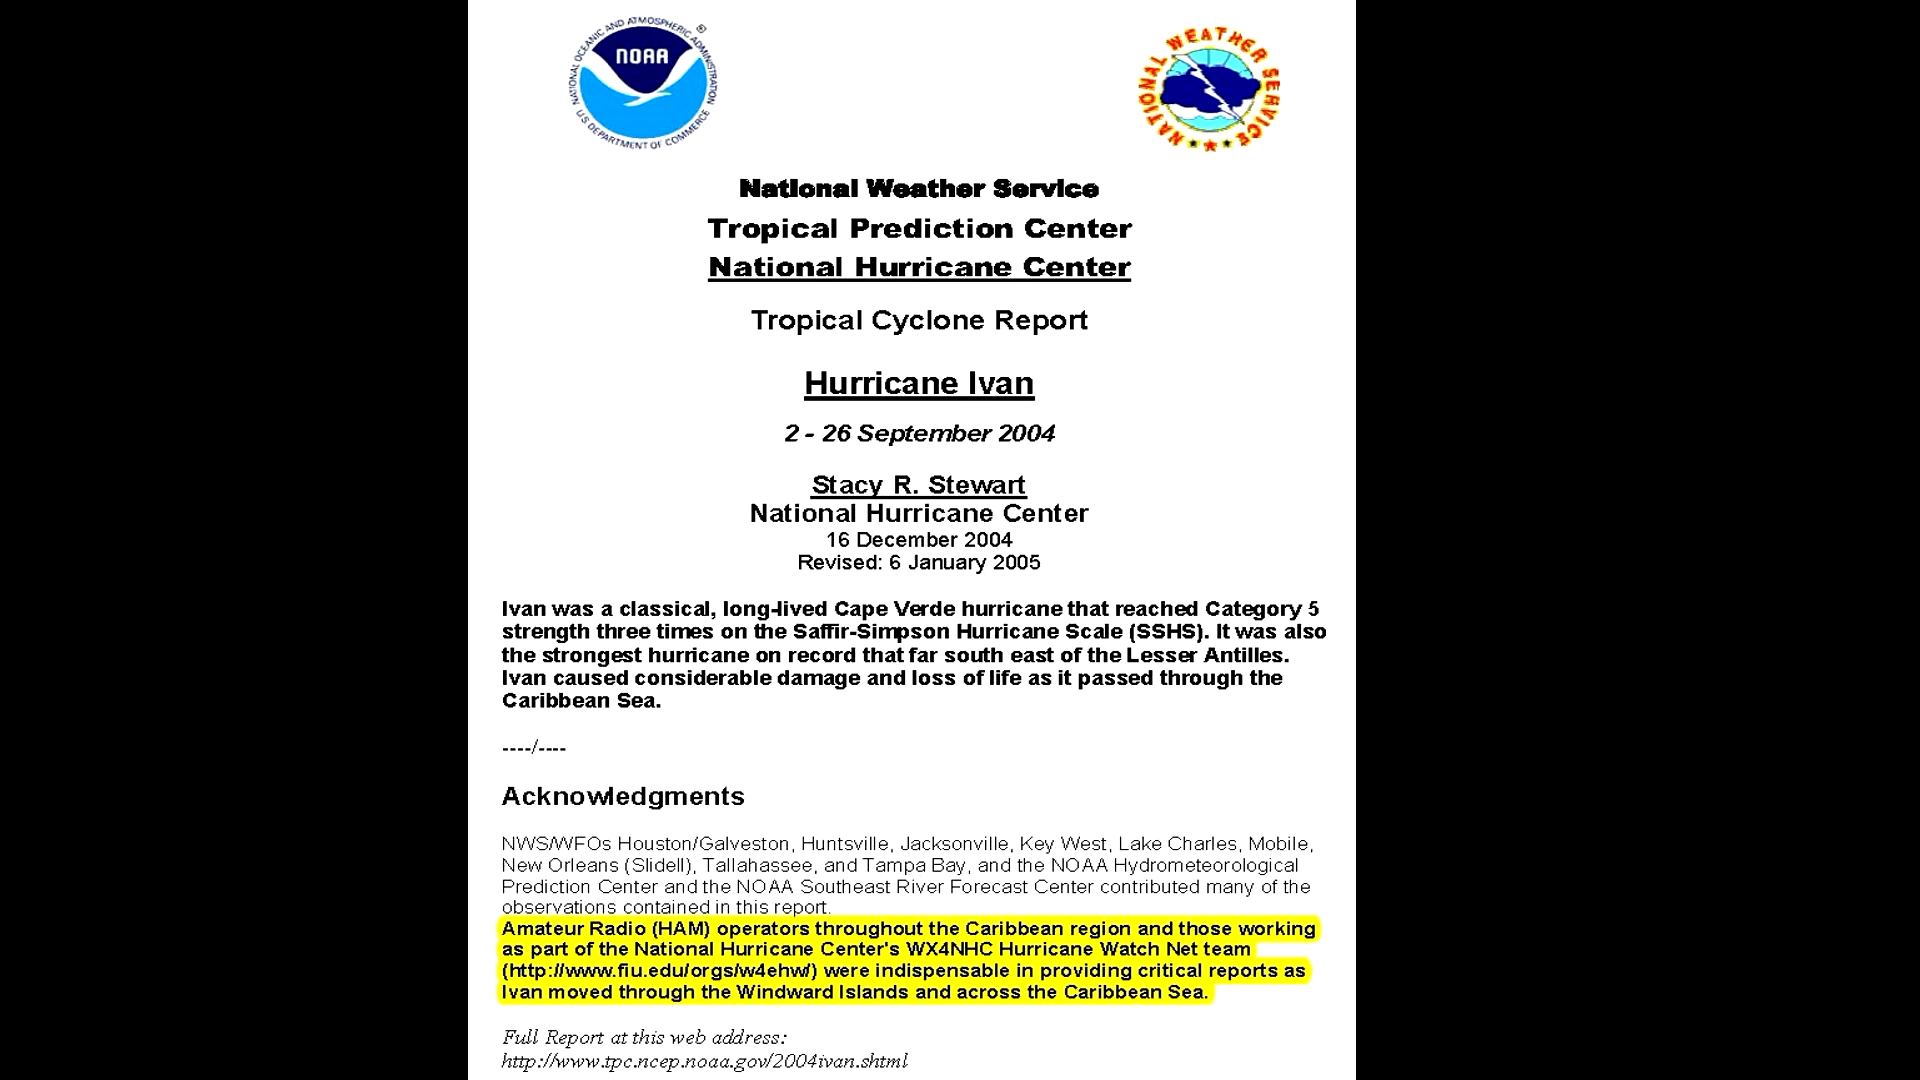 NATIONAL OCEANIC AND ATMOSPHERIC ADMINISTRATION
U.S. DEPARTMENT OF COMMERCE
NOAA
®
NATIONAL WEATHER SERVICE
National Weather Service
Tropical Prediction Center
National Hurricane Center
Tropical Cyclone Report
Hurricane Ivan
2 - 26 September 2004
Stacy R. Stewart
National Hurricane Center
16 December 2004
Revised: 6 January 2005
Ivan was a classical, long-lived Cape Verde hurricane that reached Category 5
strength three times on the Saffir-Simpson Hurricane Scale (SSHS). It was also
the strongest hurricane on record that far south east of the Lesser Antilles.
Ivan caused considerable damage and loss of life as it passed through the
Caribbean Sea.
----/----
Acknowledgments
NWS/WFOs Houston/Galveston, Huntsville, Jacksonville, Key West, Lake Charles, Mobile,
New Orleans (Slidell), Tallahassee, and Tampa Bay, and the NOAA Hydrometeorological
Prediction Center and the NOAA Southeast River Forecast Center contributed many of the
observations contained in this report.
Amateur Radio (HAM) operators throughout the Caribbean region and those working
as part of the National Hurricane Center's WX4NHC Hurricane Watch Net team
(http://www.fiu.edu/orgs/w4ehw/) were indispensable in providing critical reports as
Ivan moved through the Windward Islands and across the Caribbean Sea.
Full Report at this web address:
http://www.tpc.ncep.noaa.gov/2004ivan.shtml